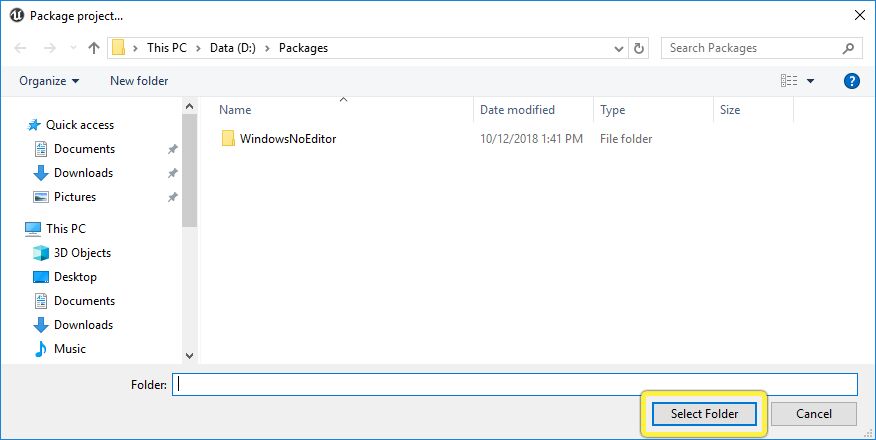 Package project...
This PC > Data (D:) > Packages
Search Packages
Organize
New folder
?
Name
Date modified
Type
Size
Quick access
Documents
Downloads
Pictures
This PC
3D Objects
Desktop
Documents
Downloads
Music
WindowsNoEditor
10/12/2018 1:41 PM
File folder
Folder:
Select Folder
Cancel